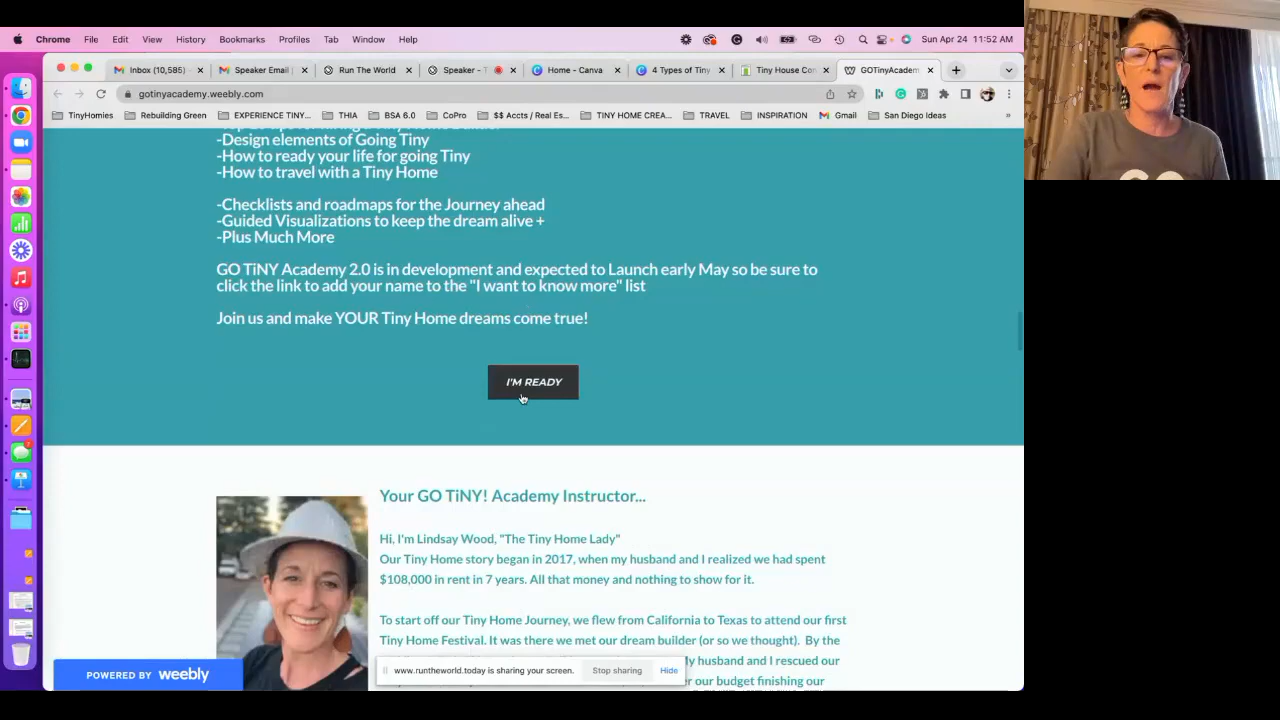 Chrome File Edit View History Bookmarks Profiles Tab Window Help Sun Apr 24 11:52 AM
Inbox (10,585) Speaker Email Run The World Speaker - T Home - Canva 4 Types of Tiny Tiny House Con GOTinyAcadem
gotinyacademy.weebly.com
TinyHomies Rebuilding Green EXPERIENCE TINY... THIA BSA 6.0 CoPro $$ Accts / Real Es... TINY HOME CREA... TRAVEL INSPIRATION Gmail San Diego Ideas »
-Design elements of Going Tiny
-How to ready your life for going Tiny
-How to travel with a Tiny Home
-Checklists and roadmaps for the Journey ahead
-Guided Visualizations to keep the dream alive +
-Plus Much More
GO TiNY Academy 2.0 is in development and expected to Launch early May so be sure to
click the link to add your name to the "I want to know more" list
Join us and make YOUR Tiny Home dreams come true!
I'M READY
Your GO TiNY! Academy Instructor...
Hi, I'm Lindsay Wood, "The Tiny Home Lady"
Our Tiny Home story began in 2017, when my husband and I realized we had spent
$108,000 in rent in 7 years. All that money and nothing to show for it.
To start off our Tiny Home Journey, we flew from California to Texas to attend our first
Tiny Home Festival. It was there we met our dream builder (or so we thought). By the
My husband and I rescued our
our budget finishing our
www.runtheworld.today is sharing your screen. Stop sharing Hide
POWERED BY weebly
GO